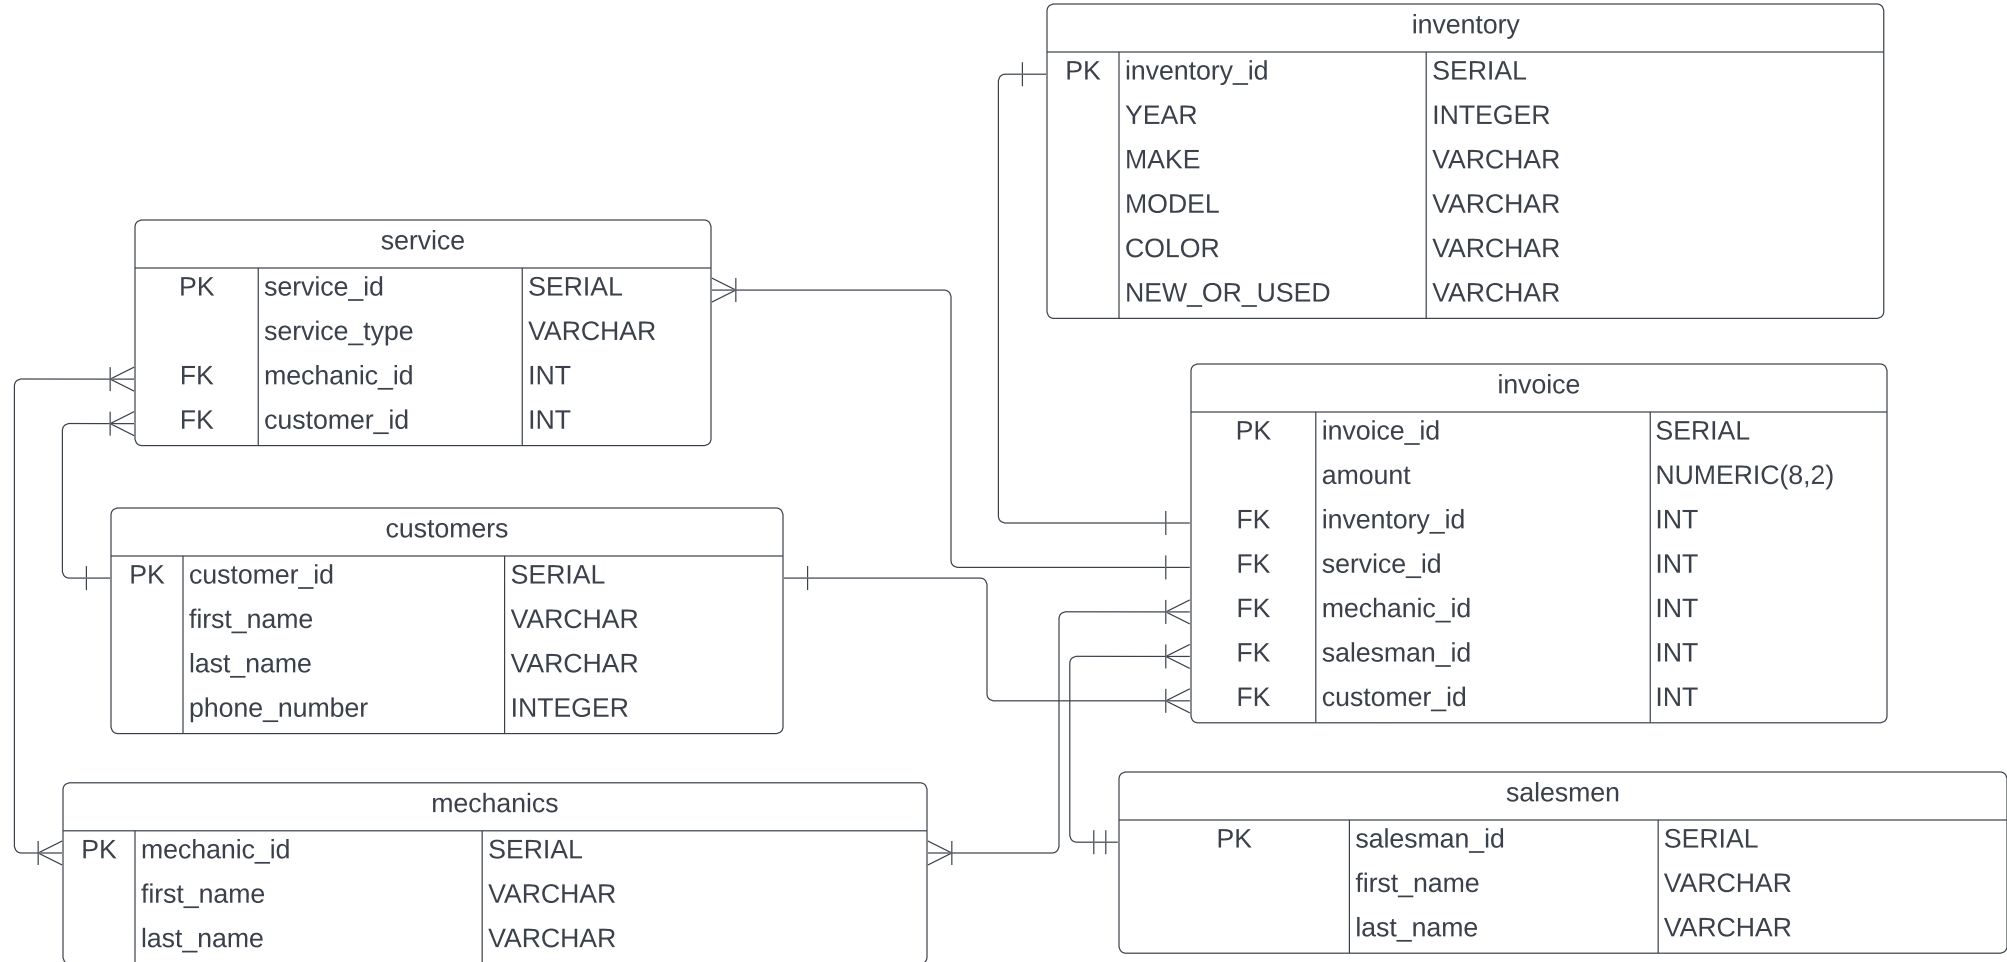 inventory
PK inventory_id SERIAL
YEAR INTEGER
MAKE VARCHAR
MODEL VARCHAR
COLOR VARCHAR
NEW_OR_USED VARCHAR
service
PK service_id SERIAL
service_type VARCHAR
FK mechanic_id INT
FK customer_id INT
invoice
PK invoice_id SERIAL
amount NUMERIC(8,2)
FK inventory_id INT
FK service_id INT
FK mechanic_id INT
FK salesman_id INT
FK customer_id INT
customers
PK customer_id SERIAL
first_name VARCHAR
last_name VARCHAR
phone_number INTEGER
mechanics
PK mechanic_id SERIAL
first_name VARCHAR
last_name VARCHAR
salesmen
PK salesman_id SERIAL
first_name VARCHAR
last_name VARCHAR